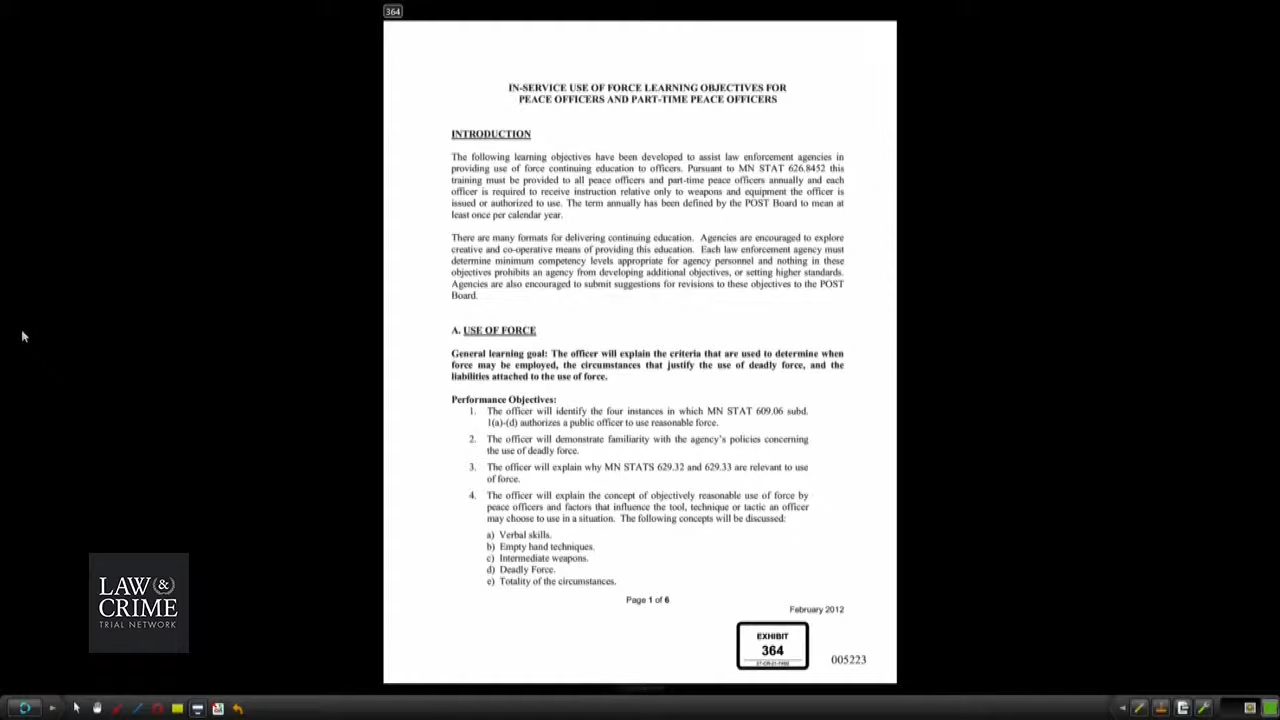 364
IN-SERVICE USE OF FORCE LEARNING OBJECTIVES FOR
PEACE OFFICERS AND PART-TIME PEACE OFFICERS
INTRODUCTION
The following learning objectives have been developed to assist law enforcement agencies in
providing use of force continuing education to officers. Pursuant to MN STAT 626.8452 this
training must be provided to all peace officers and part-time peace officers annually and each
officer is required to receive instruction relative only to weapons and equipment the officer is
issued or authorized to use. The term annually has been defined by the POST Board to mean at
least once per calendar year.
There are many formats for delivering continuing education. Agencies are encouraged to explore
creative and co-operative means of providing this education. Each law enforcement agency must
determine minimum competency levels appropriate for agency personnel and nothing in these
objectives prohibits an agency from developing additional objectives, or setting higher standards.
Agencies are also encouraged to submit suggestions for revisions to these objectives to the POST
Board.
A. USE OF FORCE
General learning goal: The officer will explain the criteria that are used to determine when
force may be employed, the circumstances that justify the use of deadly force, and the
liabilities attached to the use of force.
Performance Objectives:
1. The officer will identify the four instances in which MN STAT 609.06 subd.
1(a)-(d) authorizes a public officer to use reasonable force.
2. The officer will demonstrate familiarity with the agency's policies concerning
the use of deadly force.
3. The officer will explain why MN STATS 629.32 and 629.33 are relevant to use
of force.
4. The officer will explain the concept of objectively reasonable use of force by
peace officers and factors that influence the tool, technique or tactic an officer
may choose to use in a situation. The following concepts will be discussed:
a) Verbal skills.
b) Empty hand techniques.
c) Intermediate weapons.
d) Deadly Force.
e) Totality of the circumstances.
Page 1 of 6
February 2012
EXHIBIT
364
005223
LAW &
CRIME
TRIAL NETWORK